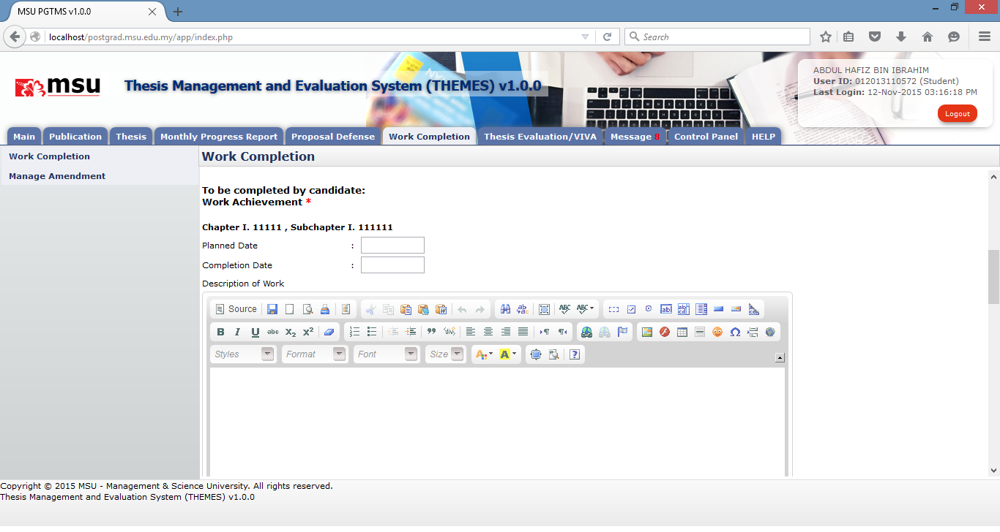 MSU PGTMS v1.0.0
localhost/postgrad.msu.edu.my/app/index.php
Search
msu
Thesis Management and Evaluation System (THEMES) v1.0.0
ABDUL HAFIZ BIN IBRAHIM
User ID: 012013110572 (Student)
Last Login: 12-Nov-2015 03:16:18 PM
Logout
Main Publication Thesis Monthly Progress Report Proposal Defense Work Completion Thesis Evaluation/VIVA Message 8 Control Panel HELP
Work Completion
Manage Amendment
Work Completion
To be completed by candidate:
Work Achievement *
Chapter I. 11111 , Subchapter I. 111111
Planned Date :
Completion Date :
Description of Work
Source
Styles Format Font Size
Copyright © 2015 MSU - Management & Science University. All rights reserved.
Thesis Management and Evaluation System (THEMES) v1.0.0